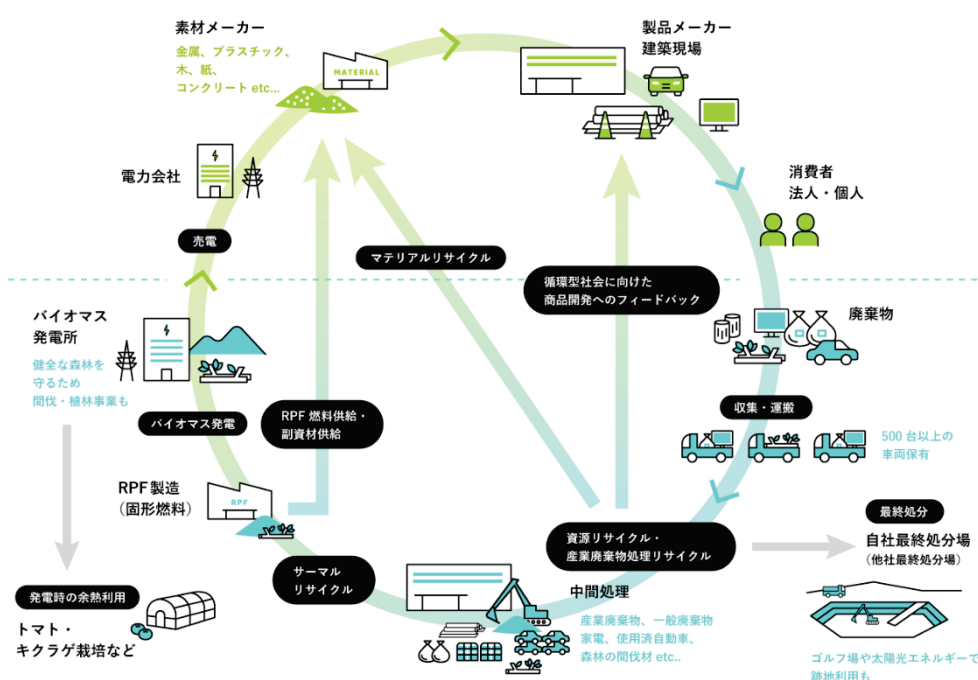 素材メーカー
金属、プラスチック、
木、紙、
コンクリート etc...
MATERIAL
製品メーカー
建築現場
電力会社
消費者
法人・個人
売電
マテリアルリサイクル
循環型社会に向けた
商品開発へのフィードバック
バイオマス
発電所
健全な森林を
守るため
間伐・植林事業も
廃棄物
バイオマス発電
RPF 燃料供給・
副資材供給
収集・運搬
500 台以上の
車両保有
RPF 製造
（固形燃料）
RPF
最終処分
自社最終処分場
(他社最終処分場)
資源リサイクル・
産業廃棄物処理リサイクル
サーマル
リサイクル
中間処理
産業廃棄物、一般廃棄物
家電、使用済自動車、
森林の間伐材 etc..
発電時の余熱利用
トマト・
キクラゲ栽培など
ゴルフ場や太陽光エネルギーで
跡地利用も